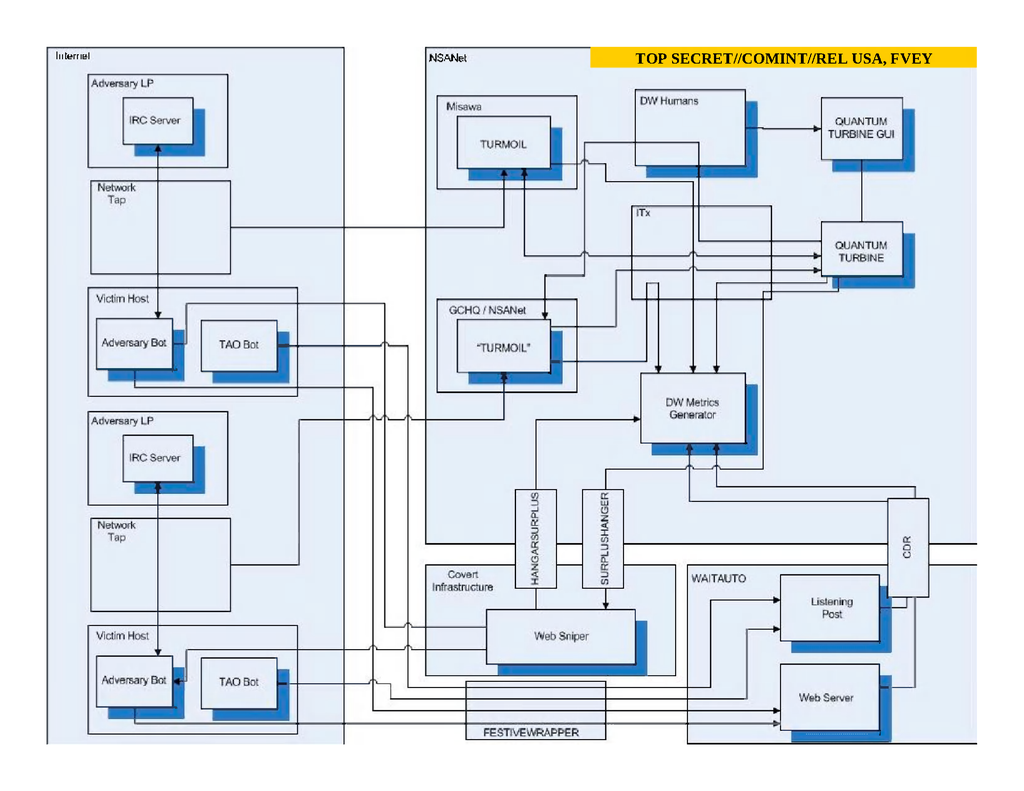 Internet
NSANet
TOP SECRET//COMINT//REL USA, FVEY
Adversary LP
IRC Server
Network
Tap
Victim Host
Adversary Bot
TAO Bot
Adversary LP
IRC Server
Network
Tap
Victim Host
Adversary Bot
TAO Bot
Misawa
TURMOIL
DW Humans
QUANTUM
TURBINE GUI
ITx
QUANTUM
TURBINE
GCHQ / NSANet
"TURMOIL"
DW Metrics
Generator
HANGARSURPLUS
SURPLUSHANGER
CDR
Covert
Infrastructure
Web Sniper
WAITAUTO
Listening
Post
Web Server
FESTIVEWRAPPER